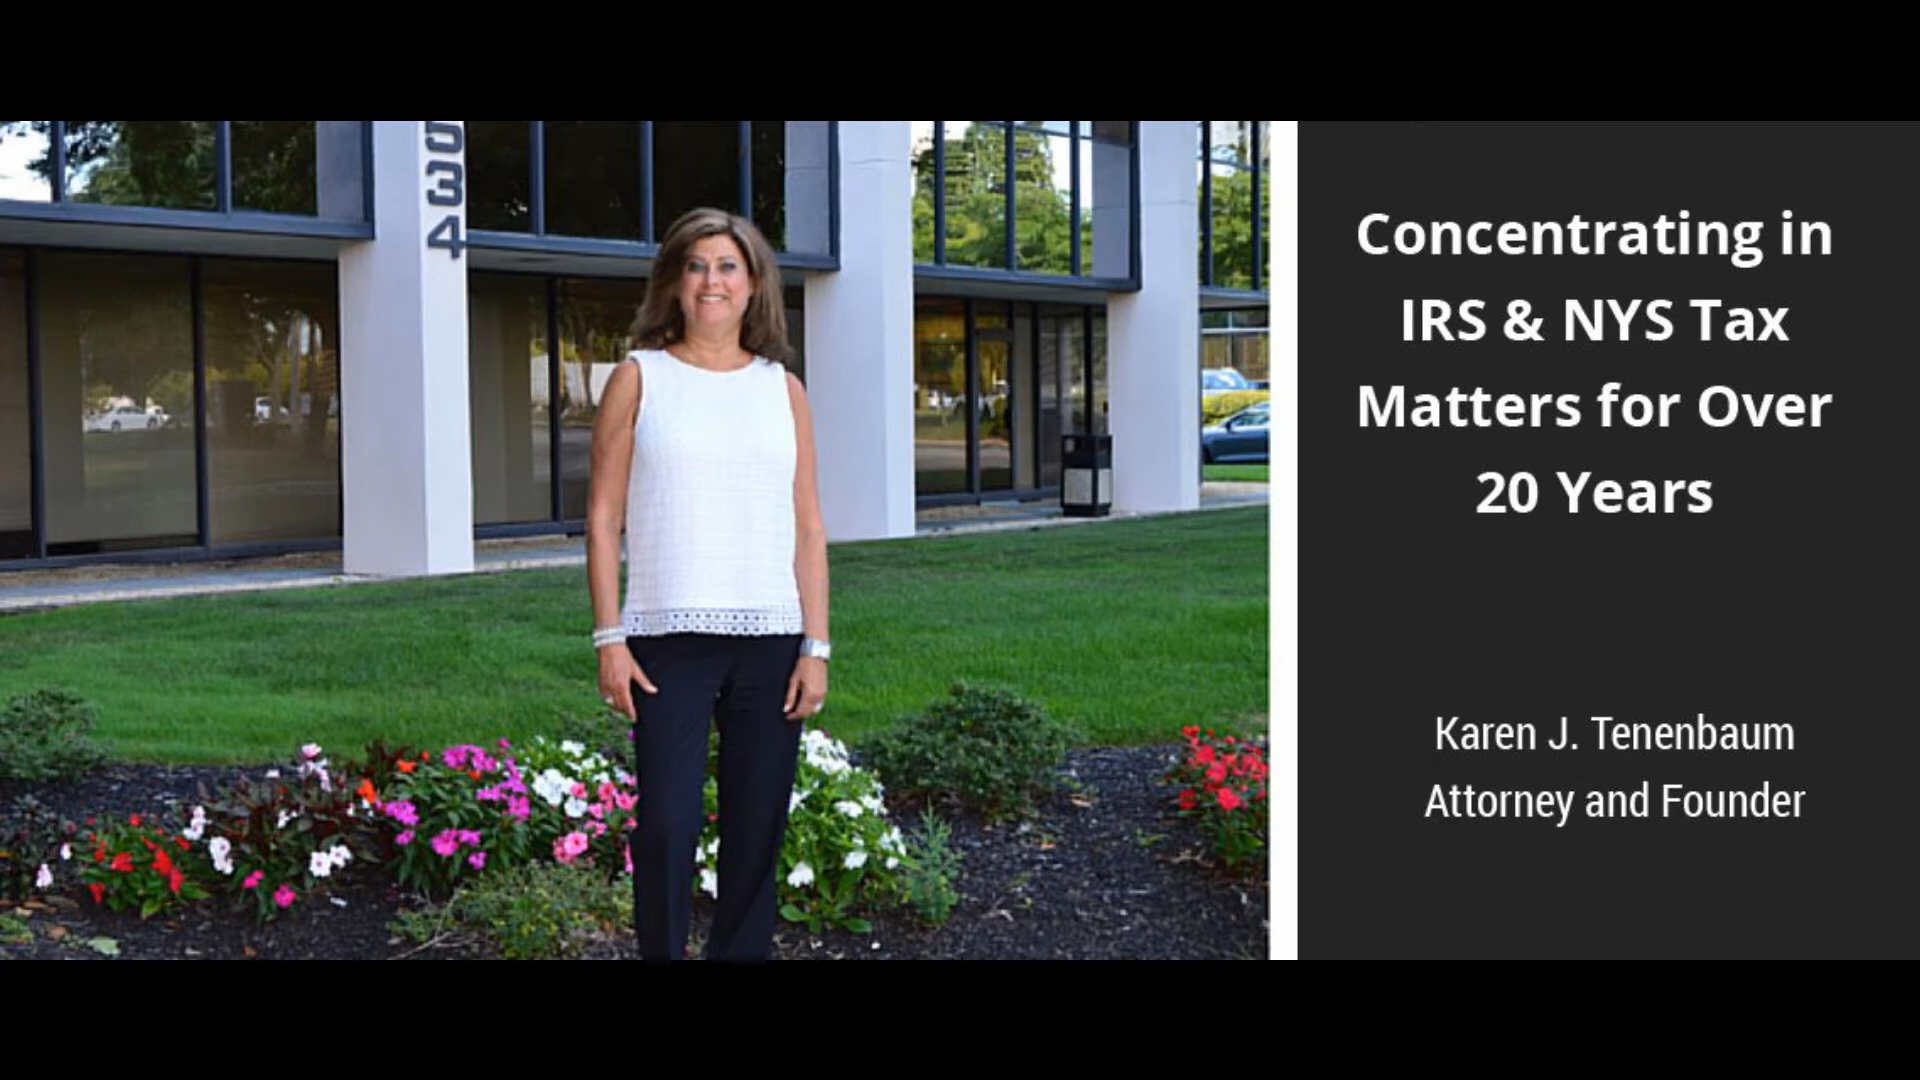 534
Concentrating in
IRS & NYS Tax
Matters for Over
20 Years
Karen J. Tenenbaum
Attorney and Founder